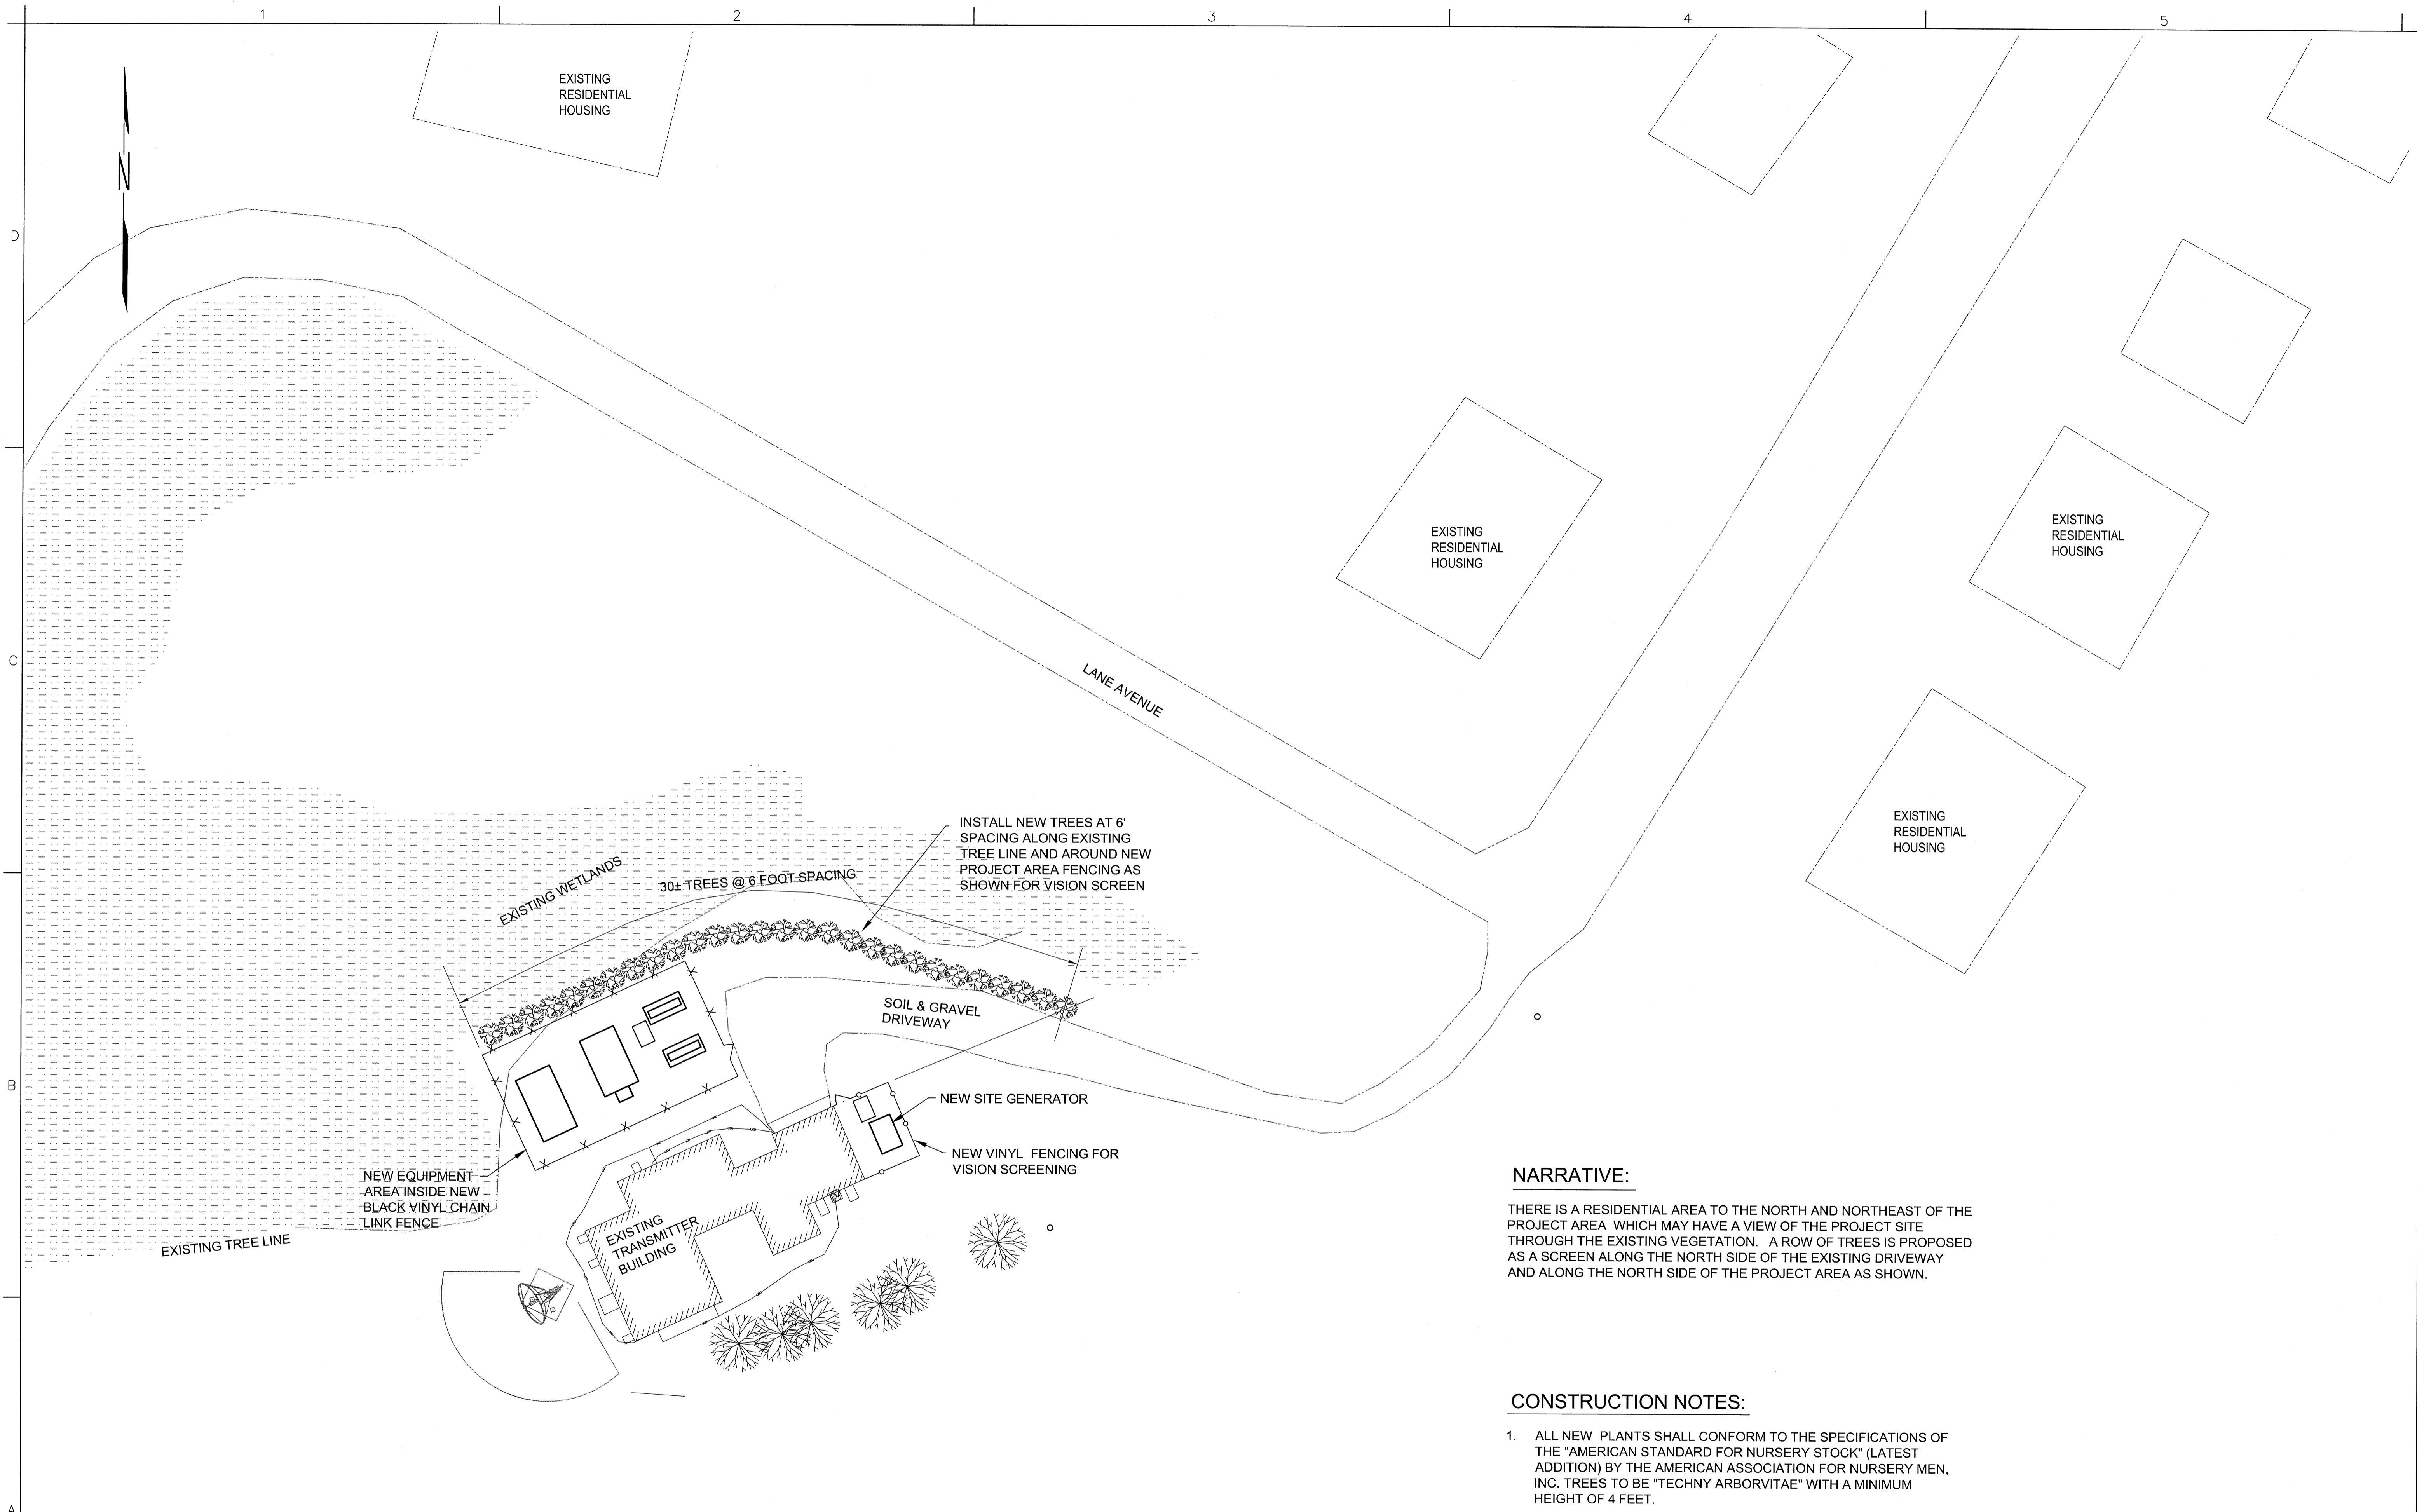 1 2 3 4 5
EXISTING
RESIDENTIAL
HOUSING
N
D
EXISTING
RESIDENTIAL
HOUSING
EXISTING
RESIDENTIAL
HOUSING
C
LANE AVENUE
EXISTING
RESIDENTIAL
HOUSING
INSTALL NEW TREES AT 6'
SPACING ALONG EXISTING
TREE LINE AND AROUND NEW
PROJECT AREA FENCING AS
SHOWN FOR VISION SCREEN
EXISTING WETLANDS
30± TREES @ 6 FOOT SPACING
SOIL & GRAVEL
DRIVEWAY
B
NEW SITE GENERATOR
NEW VINYL FENCING FOR
VISION SCREENING
NEW EQUIPMENT
AREA INSIDE NEW
BLACK VINYL CHAIN
LINK FENCE
EXISTING TREE LINE
EXISTING
TRANSMITTER
BUILDING
NARRATIVE:
THERE IS A RESIDENTIAL AREA TO THE NORTH AND NORTHEAST OF THE
PROJECT AREA WHICH MAY HAVE A VIEW OF THE PROJECT SITE
THROUGH THE EXISTING VEGETATION. A ROW OF TREES IS PROPOSED
AS A SCREEN ALONG THE NORTH SIDE OF THE EXISTING DRIVEWAY
AND ALONG THE NORTH SIDE OF THE PROJECT AREA AS SHOWN.
CONSTRUCTION NOTES:
1. ALL NEW PLANTS SHALL CONFORM TO THE SPECIFICATIONS OF
THE "AMERICAN STANDARD FOR NURSERY STOCK" (LATEST
ADDITION) BY THE AMERICAN ASSOCIATION FOR NURSERY MEN,
INC. TREES TO BE "TECHNY ARBORVITAE" WITH A MINIMUM
HEIGHT OF 4 FEET.
A